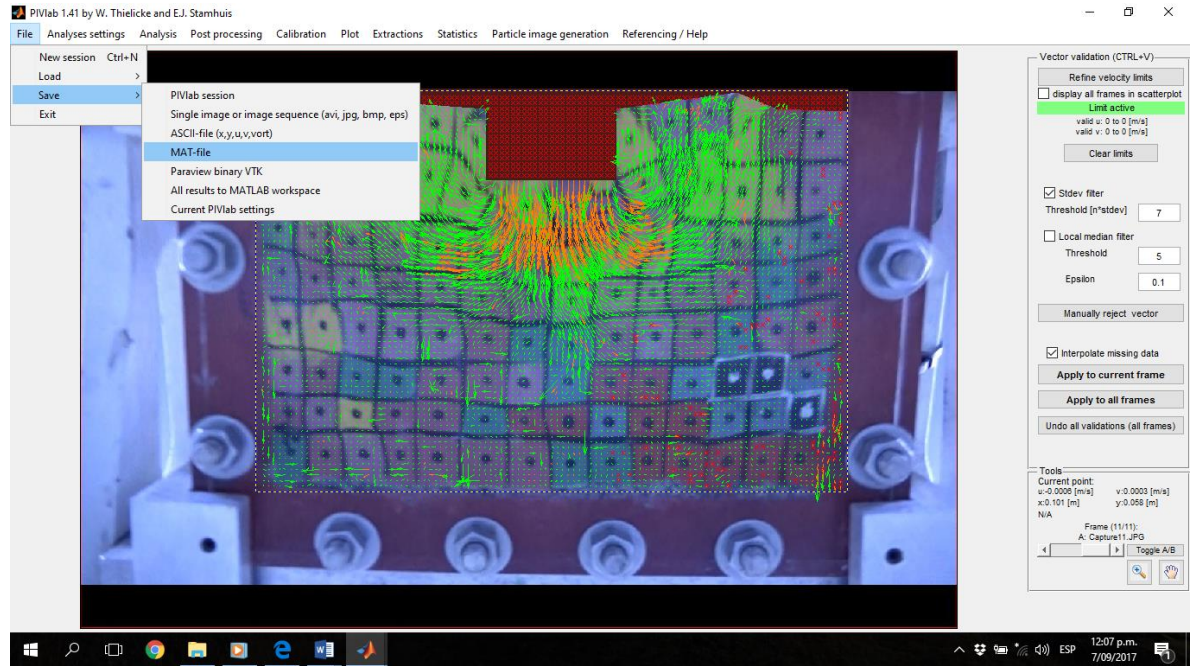 PIVlab 1.41 by W. Thielicke and E.J. Stamhuis
File Analyses settings Analysis Post processing Calibration Plot Extractions Statistics Particle image generation Referencing / Help
New session Ctrl+N
Load
Save
Exit
PIVlab session
Single image or image sequence (avi, jpg, bmp, eps)
ASCII-file (x,y,u,v,vort)
MAT-file
Paraview binary VTK
All results to MATLAB workspace
Current PIVlab settings
Vector validation (CTRL+V)
Refine velocity limits
display all frames in scatterplot
Limit active
valid u: 0 to 0 [m/s]
valid v: 0 to 0 [m/s]
Clear limits
Stdev filter
Threshold [n*stdev] 7
Local median filter
Threshold 5
Epsilon 0.1
Manually reject vector
Interpolate missing data
Apply to current frame
Apply to all frames
Undo all validations (all frames)
Tools
Current point:
u:-0.0006 [m/s] v:0.0003 [m/s]
x:0.101 [m] y:0.058 [m]
N/A
Frame (11/11):
A: Capture11.JPG
Toggle A/B
ESP
12:07 p.m.
7/09/2017